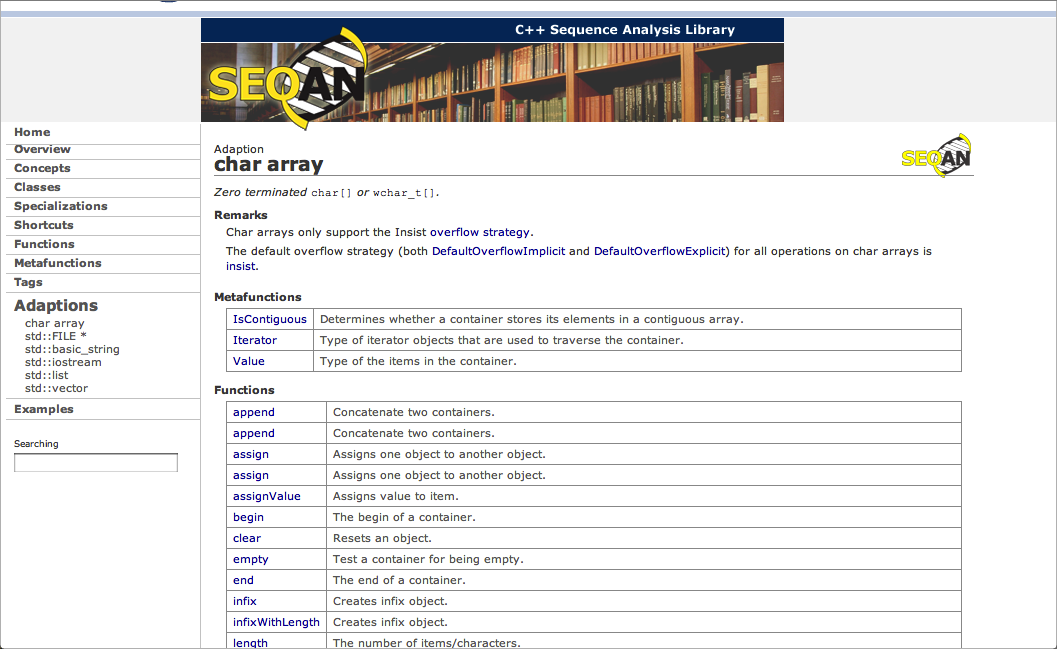 C++ Sequence Analysis Library
SEQAN
Home
Overview
Concepts
Classes
Specializations
Shortcuts
Functions
Metafunctions
Tags
Adaptions
char array
std::FILE *
std::basic_string
std::iostream
std::list
std::vector
Examples
Searching
Adaption
char array
SEQAN
Zero terminated char[] or wchar_t[].
Remarks
Char arrays only support the Insist overflow strategy.
The default overflow strategy (both DefaultOverflowImplicit and DefaultOverflowExplicit) for all operations on char arrays is
insist.
Metafunctions
IsContiguous Determines whether a container stores its elements in a contiguous array.
Iterator Type of iterator objects that are used to traverse the container.
Value Type of the items in the container.
Functions
append Concatenate two containers.
append Concatenate two containers.
assign Assigns one object to another object.
assign Assigns one object to another object.
assignValue Assigns value to item.
begin The begin of a container.
clear Resets an object.
empty Test a container for being empty.
end The end of a container.
infix Creates infix object.
infixWithLength Creates infix object.
length The number of items/characters.